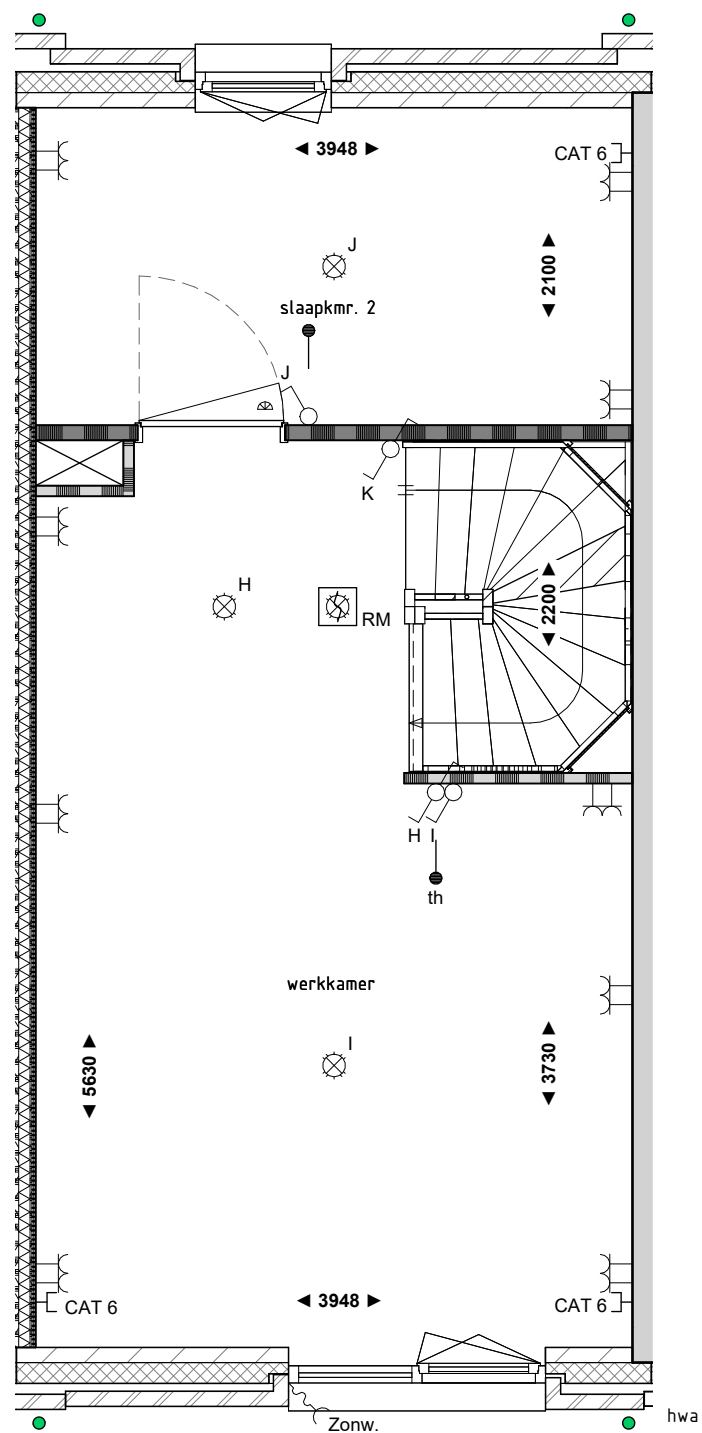 3948
CAT 6
J
2100
slaapkmr. 2
J
K
H
RM
2200
H I
th
werkkamer
I
5630
3730
3948
CAT 6
CAT 6
hwa
Zonw.